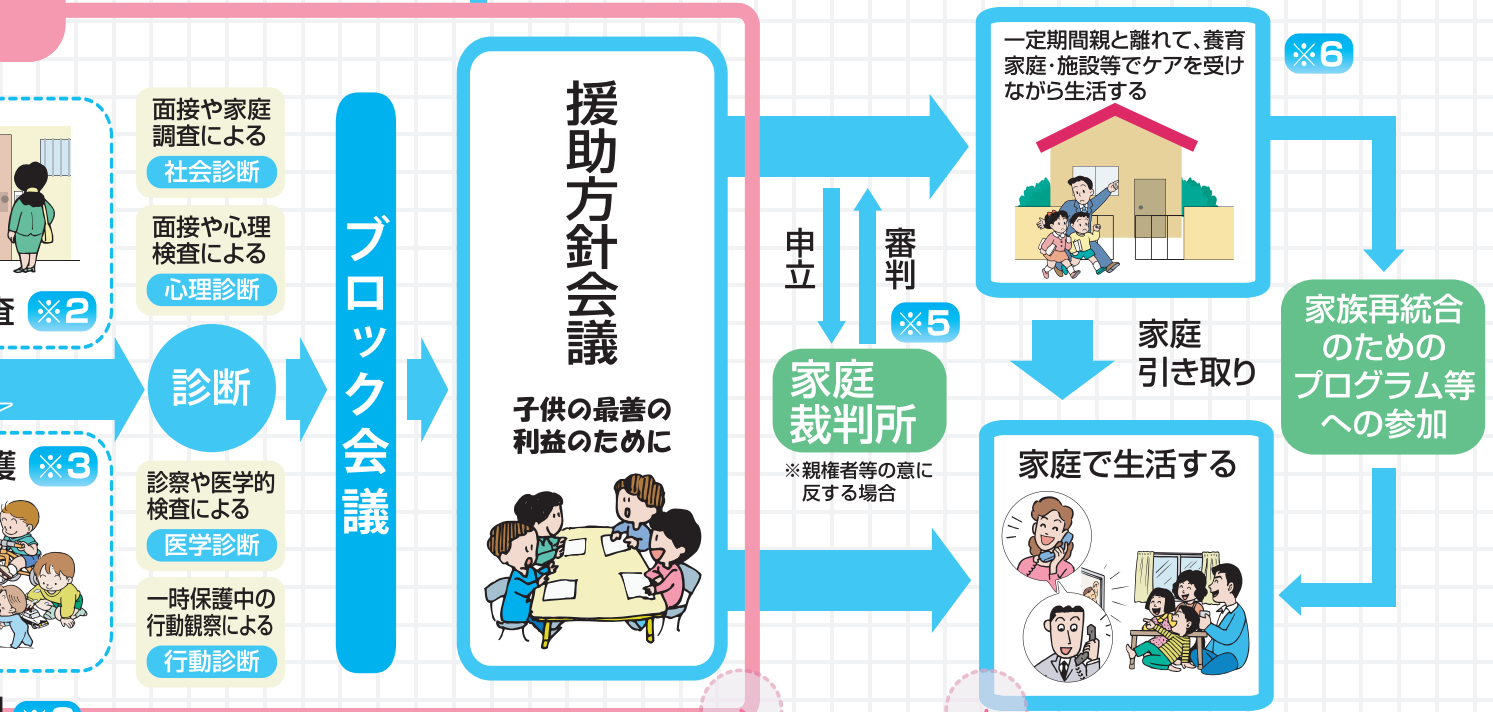 査 ※2
護 ※3
面接や家庭
調査による
社会診断
面接や心理
検査による
心理診断
診断
診察や医学的
検査による
医学診断
一時保護中の
行動観察による
行動診断
ブロック会議
援助方針会議
子供の最善の
利益のために
申立
審判
※5
家庭
裁判所
※親権者等の意に
反する場合
一定期間親と離れて、養育
家庭・施設等でケアを受け
ながら生活する
※6
家庭
引き取り
家族再統合
のための
プログラム等
への参加
家庭で生活する